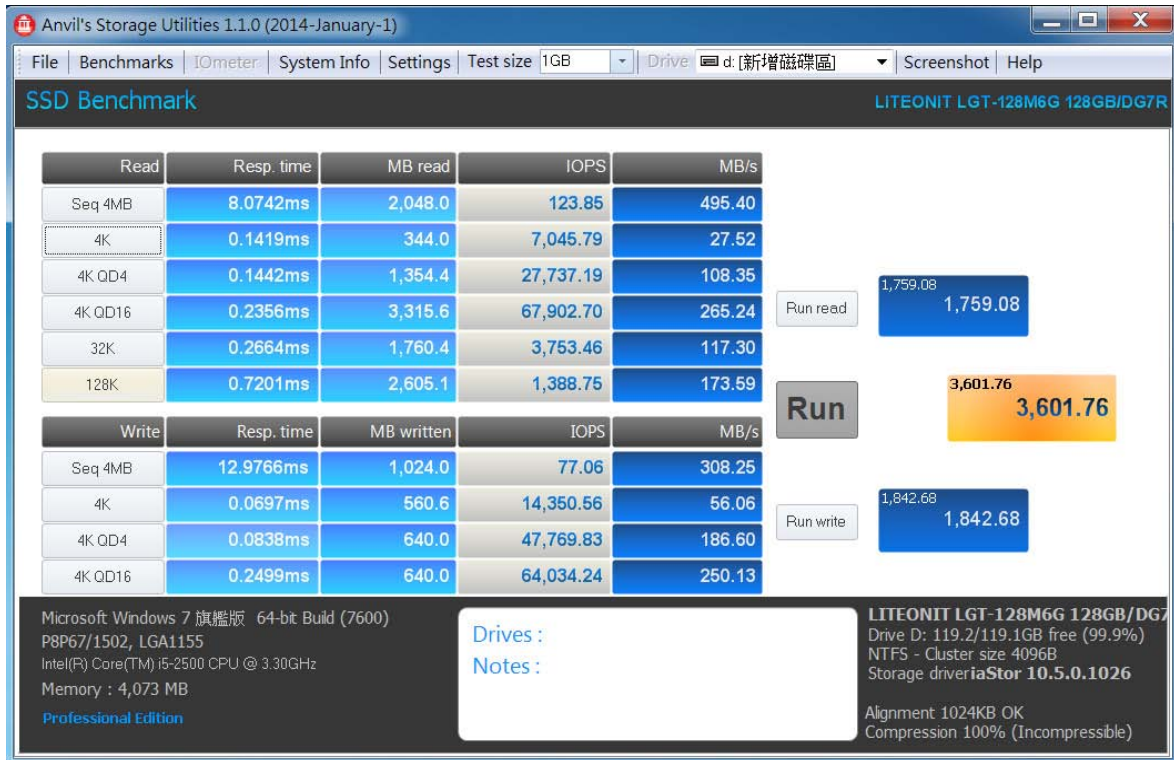 Anvil's Storage Utilities 1.1.0 (2014-January-1)
File Benchmarks IOmeter System Info Settings Test size 1GB Drive d: [新增磁碟區] Screenshot Help
SSD Benchmark LITEONIT LGT-128M6G 128GB/DG7R
Read Resp. time MB read IOPS MB/s
Seq 4MB 8.0742ms 2,048.0 123.85 495.40
4K 0.1419ms 344.0 7,045.79 27.52
4K QD4 0.1442ms 1,354.4 27,737.19 108.35
4K QD16 0.2356ms 3,315.6 67,902.70 265.24
32K 0.2664ms 1,760.4 3,753.46 117.30
128K 0.7201ms 2,605.1 1,388.75 173.59
Run read
1,759.08
1,759.08
Run
3,601.76
3,601.76
Write Resp. time MB written IOPS MB/s
Seq 4MB 12.9766ms 1,024.0 77.06 308.25
4K 0.0697ms 560.6 14,350.56 56.06
4K QD4 0.0838ms 640.0 47,769.83 186.60
4K QD16 0.2499ms 640.0 64,034.24 250.13
Run write
1,842.68
1,842.68
Microsoft Windows 7 旗艦版 64-bit Build (7600)
P8P67/1502, LGA1155
Intel(R) Core(TM) i5-2500 CPU @ 3.30GHz
Memory : 4,073 MB
Professional Edition
Drives :
Notes :
LITEONIT LGT-128M6G 128GB/DG7
Drive D: 119.2/119.1GB free (99.9%)
NTFS - Cluster size 4096B
Storage driveriaStor 10.5.0.1026
Alignment 1024KB OK
Compression 100% (Incompressible)